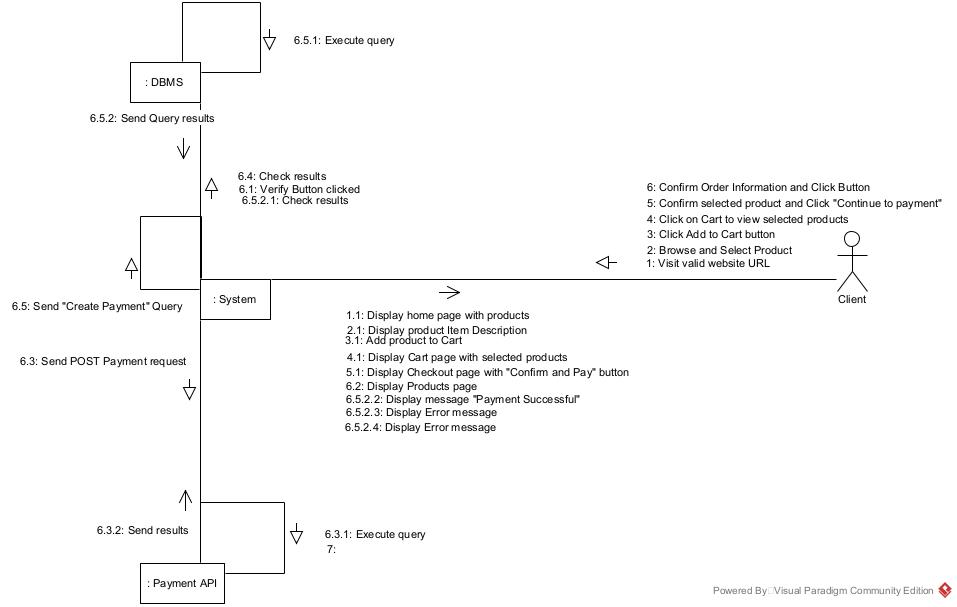 6.5.1: Execute query
: DBMS
6.5.2: Send Query results
6.4: Check results
6.1: Verify Button clicked
6.5.2.1: Check results
6: Confirm Order Information and Click Button
5: Confirm selected product and Click "Continue to payment"
4: Click on Cart to view selected products
3: Click Add to Cart button
2: Browse and Select Product
1: Visit valid website URL
Client
6.5: Send "Create Payment" Query
: System
1.1: Display home page with products
2.1: Display product Item Description
3.1: Add product to Cart
4.1: Display Cart page with selected products
5.1: Display Checkout page with "Confirm and Pay" button
6.2: Display Products page
6.5.2.2: Display message "Payment Successful"
6.5.2.3: Display Error message
6.5.2.4: Display Error message
6.3: Send POST Payment request
6.3.2: Send results
6.3.1: Execute query
7:
: Payment API
Powered By Visual Paradigm Community Edition